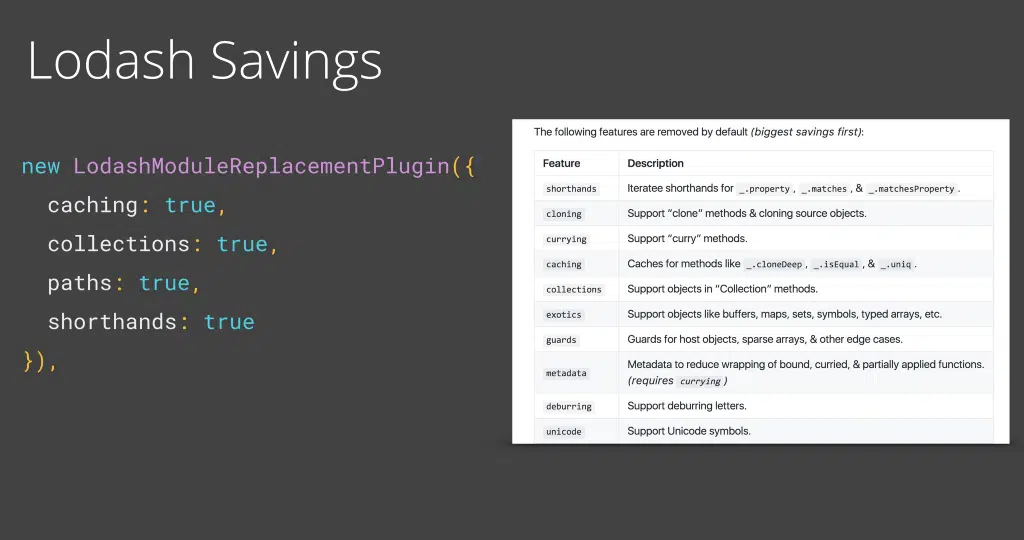 Lodash Savings
new LodashModuleReplacementPlugin({
caching: true,
collections: true,
paths: true,
shorthands: true
}),
The following features are removed by default (biggest savings first):
Feature Description
shorthands Iteratee shorthands for _.property, _.matches, & _.matchesProperty.
cloning Support “clone” methods & cloning source objects.
currying Support “curry” methods.
caching Caches for methods like _.cloneDeep, _.isEqual, & _.uniq.
collections Support objects in “Collection” methods.
exotics Support objects like buffers, maps, sets, symbols, typed arrays, etc.
guards Guards for host objects, sparse arrays, & other edge cases.
metadata Metadata to reduce wrapping of bound, curried, & partially applied functions.
(requires currying)
deburring Support deburring letters.
unicode Support Unicode symbols.